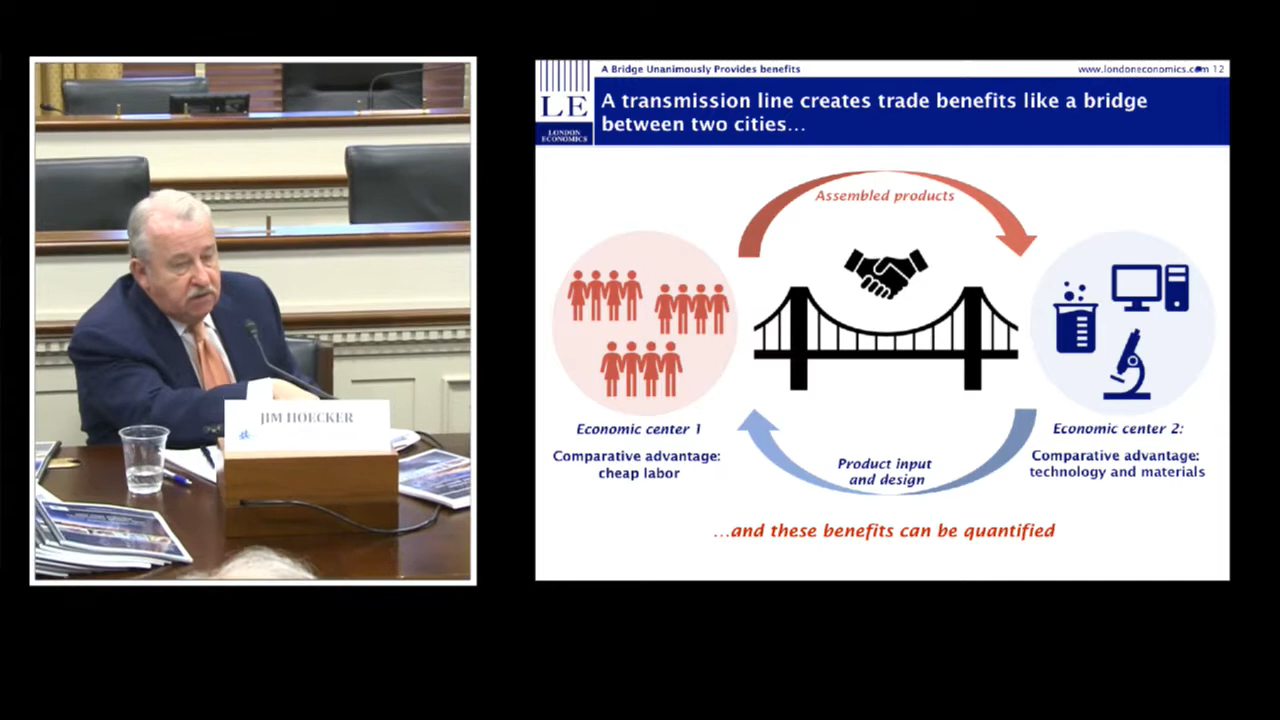 JIM HOECKER
A Bridge Unanimously Provides benefits
www.londoneconomics.com 12
LE
LONDON
ECONOMICS
A transmission line creates trade benefits like a bridge
between two cities...
Assembled products
Economic center 1
Comparative advantage:
cheap labor
Product input
and design
Economic center 2:
Comparative advantage:
technology and materials
...and these benefits can be quantified